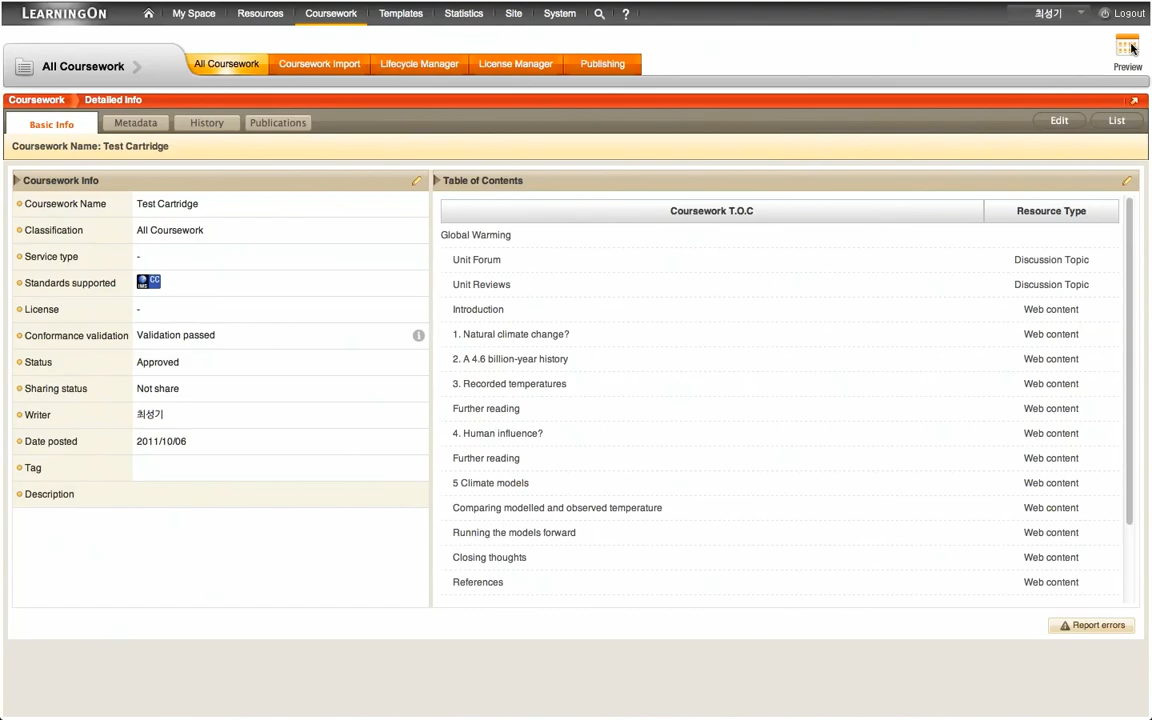 LEARNINGON My Space Resources Coursework Templates Statistics Site System ? 최성기 Logout
All Coursework All Coursework Coursework Import Lifecycle Manager License Manager Publishing Preview
Coursework Detailed Info
Basic Info Metadata History Publications Edit List
Coursework Name: Test Cartridge
Coursework Info
Coursework Name Test Cartridge
Classification All Coursework
Service type -
Standards supported IMS CC
License -
Conformance validation Validation passed
Status Approved
Sharing status Not share
Writer 최성기
Date posted 2011/10/06
Tag
Description
Table of Contents
Coursework T.O.C Resource Type
Global Warming
Unit Forum Discussion Topic
Unit Reviews Discussion Topic
Introduction Web content
1. Natural climate change? Web content
2. A 4.6 billion-year history Web content
3. Recorded temperatures Web content
Further reading Web content
4. Human influence? Web content
Further reading Web content
5 Climate models Web content
Comparing modelled and observed temperature Web content
Running the models forward Web content
Closing thoughts Web content
References Web content
Report errors